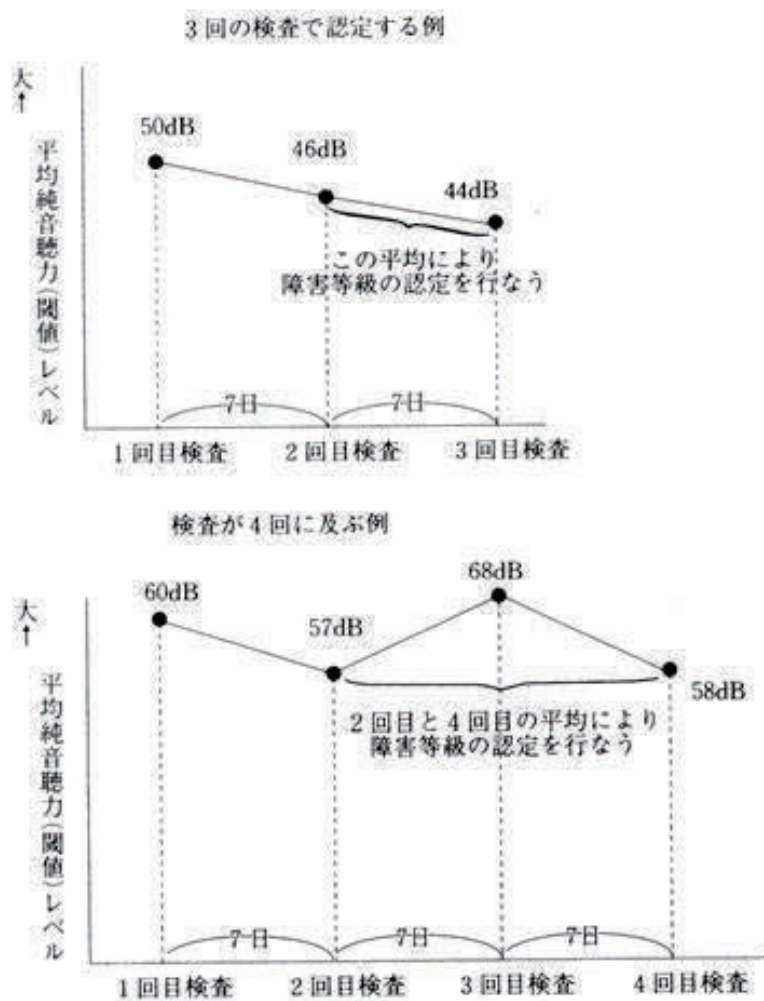 3回の検査で認定する例
大
↑
平均純音聴力(閾値)レベル
50dB
46dB
44dB
この平均により
障害等級の認定を行なう
7日
7日
1回目検査
2回目検査
3回目検査
検査が4回に及ぶ例
大
↑
平均純音聴力(閾値)レベル
60dB
57dB
68dB
58dB
2回目と4回目の平均により
障害等級の認定を行なう
7日
7日
7日
1回目検査
2回目検査
3回目検査
4回目検査